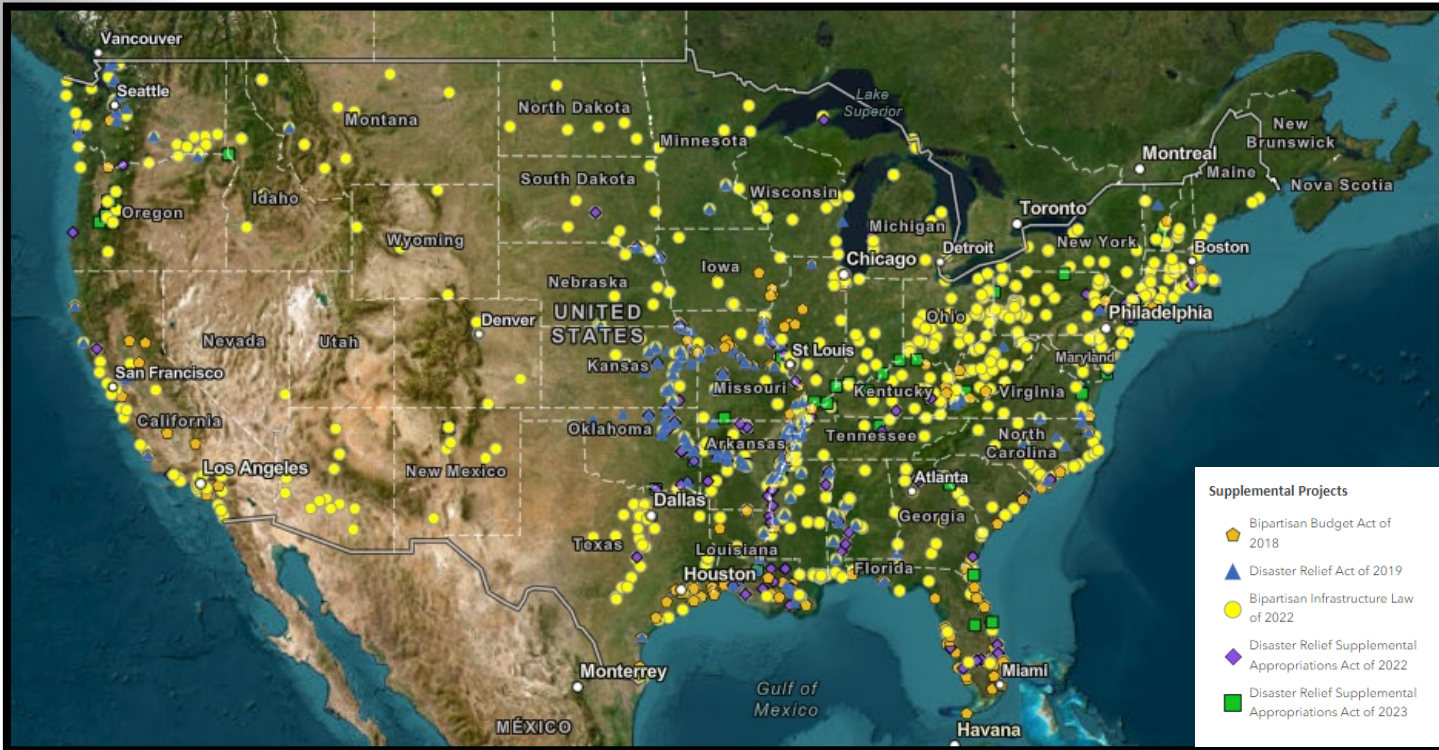 Vancouver
Seattle
Montana
North Dakota
Minnesota
Lake
Superior
New
Brunswick
Montreal
Maine
Nova Scotia
South Dakota
Wisconsin
Idaho
Oregon
Toronto
Michigan
New York
Boston
Wyoming
Detroit
Chicago
Iowa
Nebraska
UNITED
STATES
Ohio
Philadelphia
Denver
Nevada
Utah
St Louis
Maryland
Kansas
San Francisco
Missouri
Kentucky
Virginia
California
Oklahoma
Arkansas
Tennessee
North
Carolina
Los Angeles
New Mexico
Atlanta
Dallas
Georgia
Texas
Louisiana
Houston
Florida
Monterrey
Miami
Gulf of
Mexico
MÉXICO
Havana
Supplemental Projects
Bipartisan Budget Act of
2018
Disaster Relief Act of 2019
Bipartisan Infrastructure Law
of 2022
Disaster Relief Supplemental
Appropriations Act of 2022
Disaster Relief Supplemental
Appropriations Act of 2023